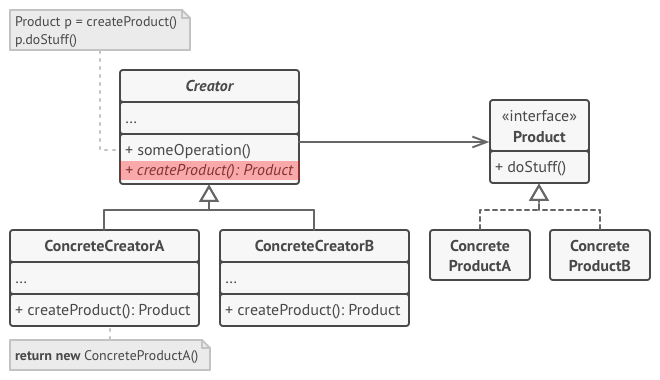 Product p = createProduct()
p.doStuff()
Creator
...
+ someOperation()
+ createProduct(): Product
«interface»
Product
+ doStuff()
ConcreteCreatorA
...
+ createProduct(): Product
ConcreteCreatorB
...
+ createProduct(): Product
Concrete
ProductA
Concrete
ProductB
return new ConcreteProductA()